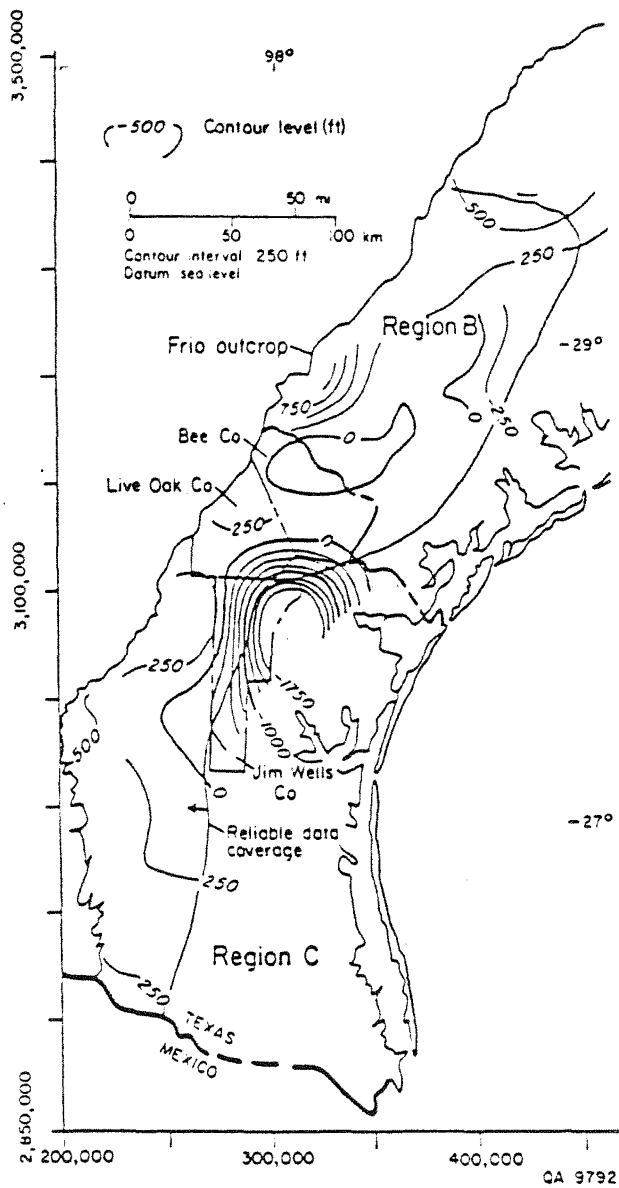 3,500,000
98°
-500 Contour level (ft)
0 50 mi
0 50 100 km
Contour interval 250 ft
Datum sea level
-500
250
Region B
-29°
Frio outcrop
750
0
-250
Bee Co
0
Live Oak Co
250
0
3,100,000
250
-1750
500
-1000
Jim Wells
Co
0
-27°
Reliable data
coverage
250
Region C
250
TEXAS
MEXICO
2,850,000
200,000 300,000 400,000
QA 9792